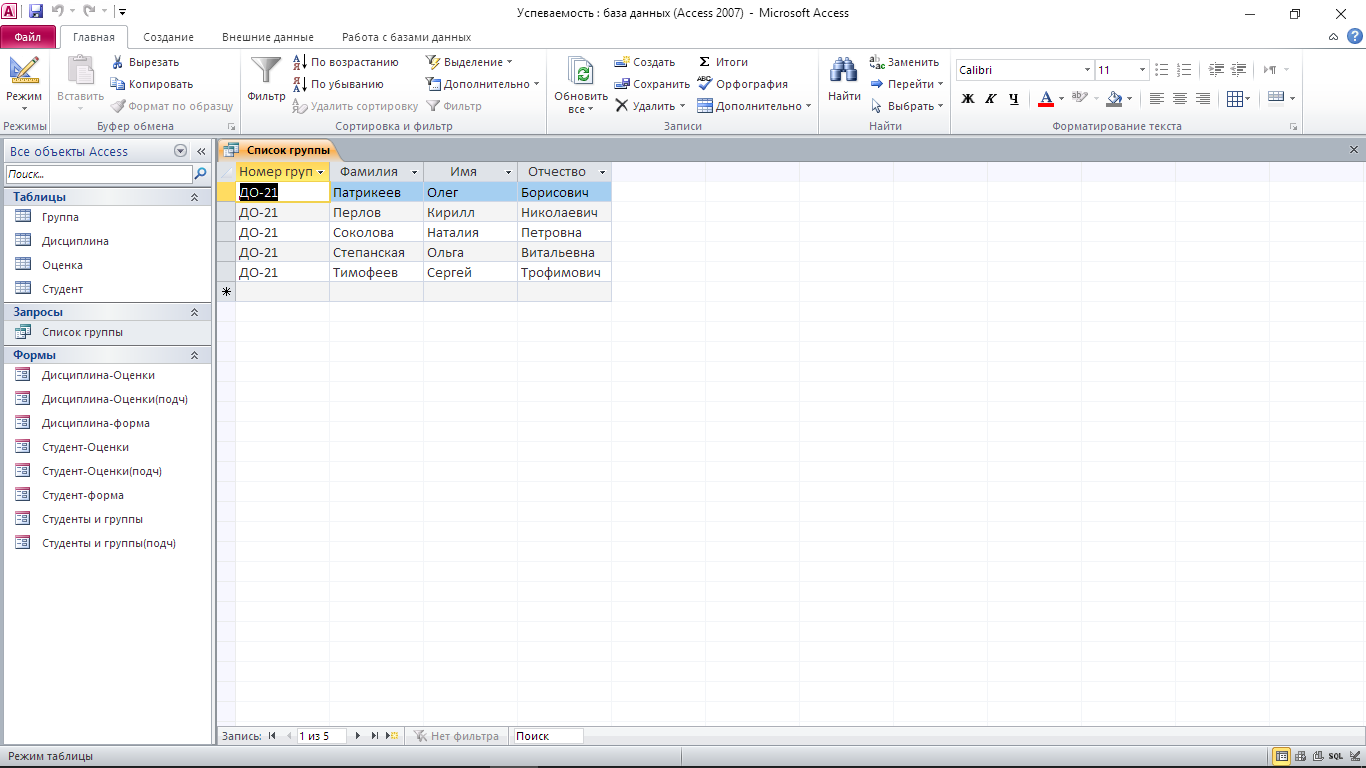 Успеваемость : база данных (Access 2007) - Microsoft Access
Файл Главная Создание Внешние данные Работа с базами данных
Режим
Режимы
Вставить
Вырезать
Копировать
Формат по образцу
Буфер обмена
Фильтр
По возрастанию
По убыванию
Удалить сортировку
Выделение
Дополнительно
Фильтр
Сортировка и фильтр
Обновить
все
Создать
Сохранить
Удалить
Итоги
Орфография
Дополнительно
Записи
Найти
Заменить
Перейти
Выбрать
Найти
Calibri 11
Ж К Ч
Форматирование текста
Все объекты Access
Поиск...
Таблицы
Группа
Дисциплина
Оценка
Студент
Запросы
Список группы
Формы
Дисциплина-Оценки
Дисциплина-Оценки(подч)
Дисциплина-форма
Студент-Оценки
Студент-Оценки(подч)
Студент-форма
Студенты и группы
Студенты и группы(подч)
Список группы
Номер груп Фамилия Имя Отчество
ДО-21 Патрикеев Олег Борисович
ДО-21 Перлов Кирилл Николаевич
ДО-21 Соколова Наталия Петровна
ДО-21 Степанская Ольга Витальевна
ДО-21 Тимофеев Сергей Трофимович
Запись: 1 из 5 Нет фильтра Поиск
Режим таблицы SQL